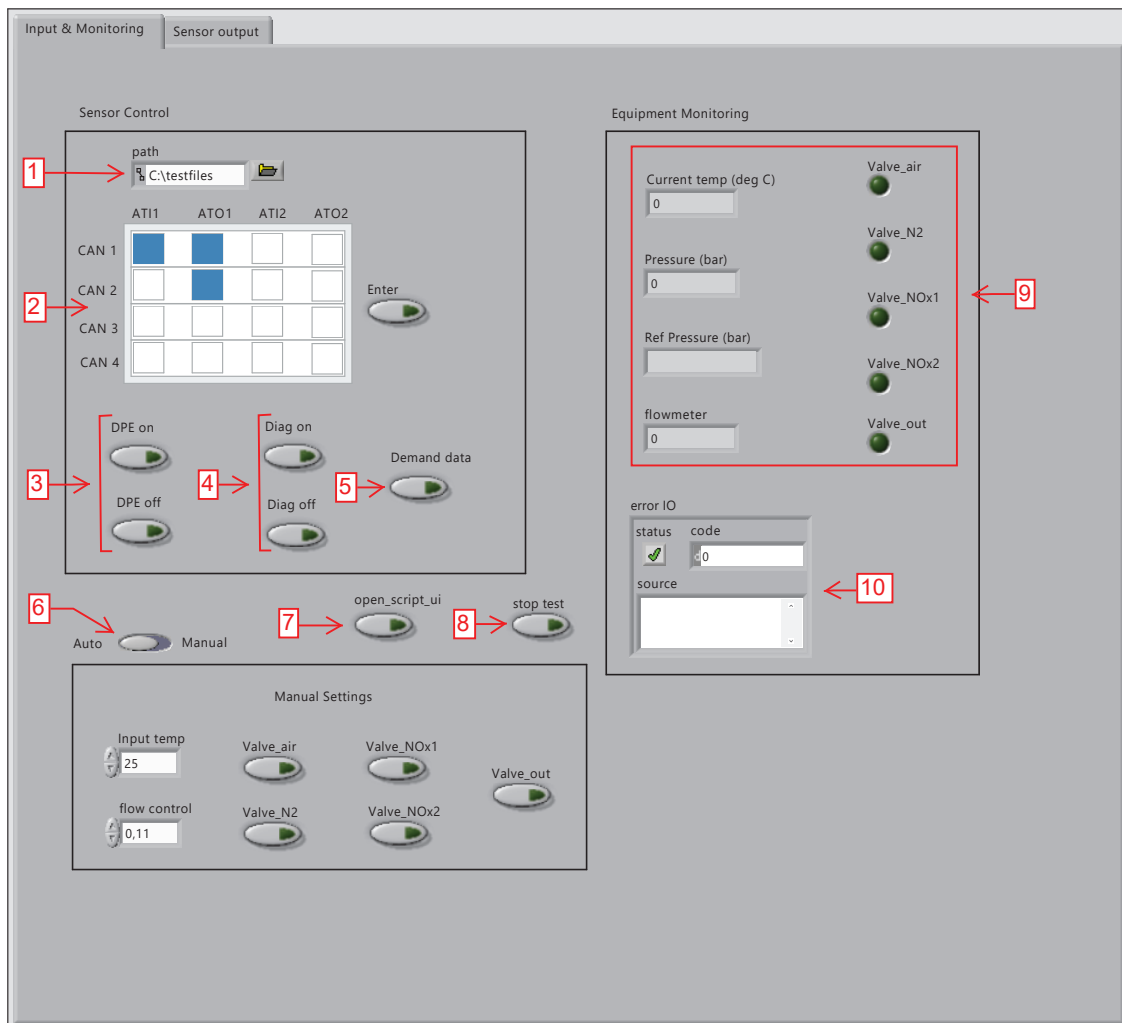 Input & Monitoring
Sensor output
Sensor Control
1
path
C:\testfiles
ATI1 ATO1 ATI2 ATO2
CAN 1
CAN 2
CAN 3
CAN 4
2
Enter
3
DPE on
DPE off
4
Diag on
Diag off
5
Demand data
6
Auto
Manual
7
open_script_ui
8
stop test
Manual Settings
Input temp
25
flow control
0,11
Valve_air
Valve_N2
Valve_NOx1
Valve_NOx2
Valve_out
Equipment Monitoring
Current temp (deg C)
0
Pressure (bar)
0
Ref Pressure (bar)
flowmeter
0
Valve_air
Valve_N2
Valve_NOx1
Valve_NOx2
Valve_out
9
error IO
status
code
d0
source
10